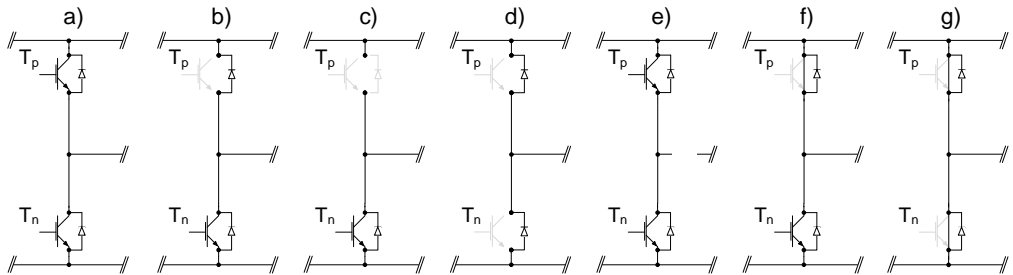 a) b) c) d) e) f) g)
Tp Tp Tp Tp Tp Tp Tp
Tn Tn Tn Tn Tn Tn Tn